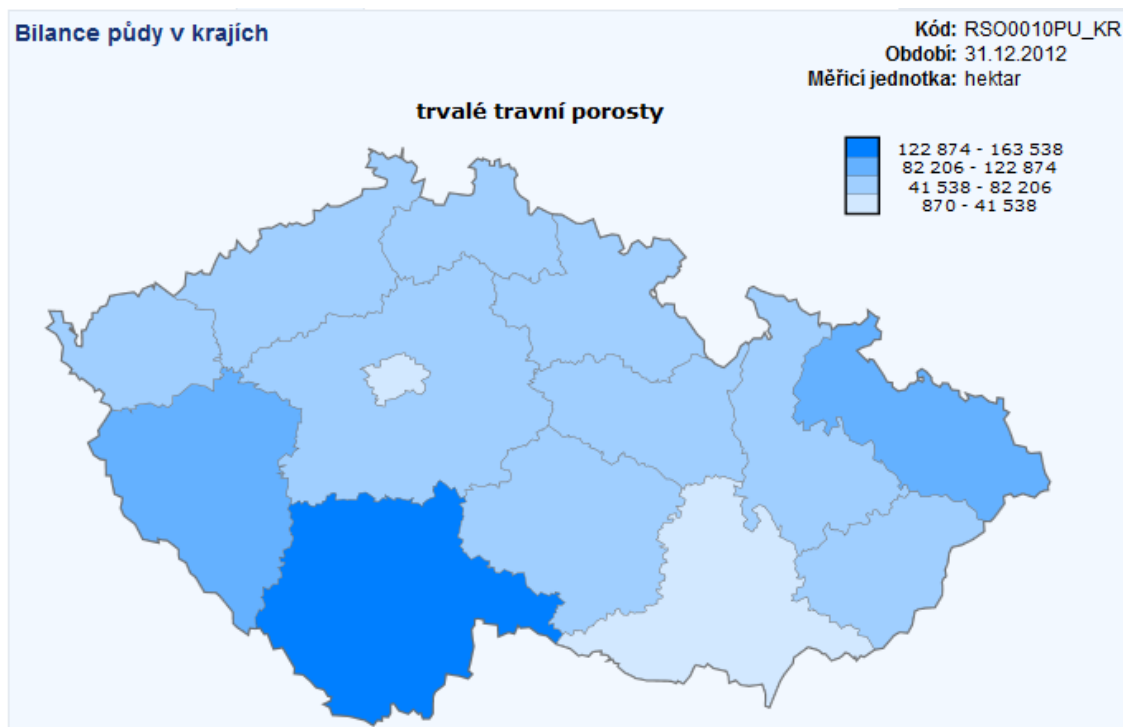 Bilance půdy v krajích
Kód: RSO0010PU_KR
Období: 31.12.2012
Měřicí jednotka: hektar
trvalé travní porosty
122 874 - 163 538
82 206 - 122 874
41 538 - 82 206
870 - 41 538